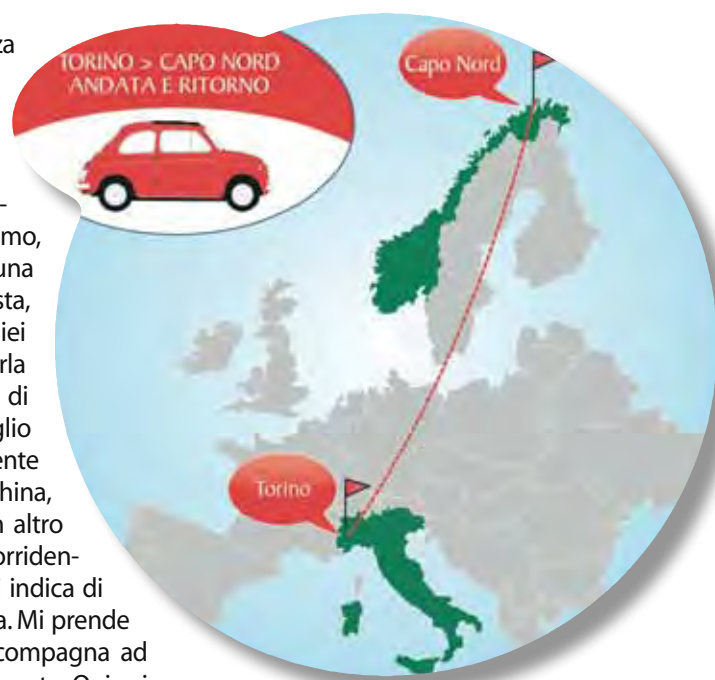 za
TORINO > CAPO NORD
ANDATA E RITORNO
Capo Nord
-
mo,
una
sta,
iei
rla
di
glio
ente
hina,
n altro
orriden-
i indica di
a. Mi prende
compagna ad
Torino